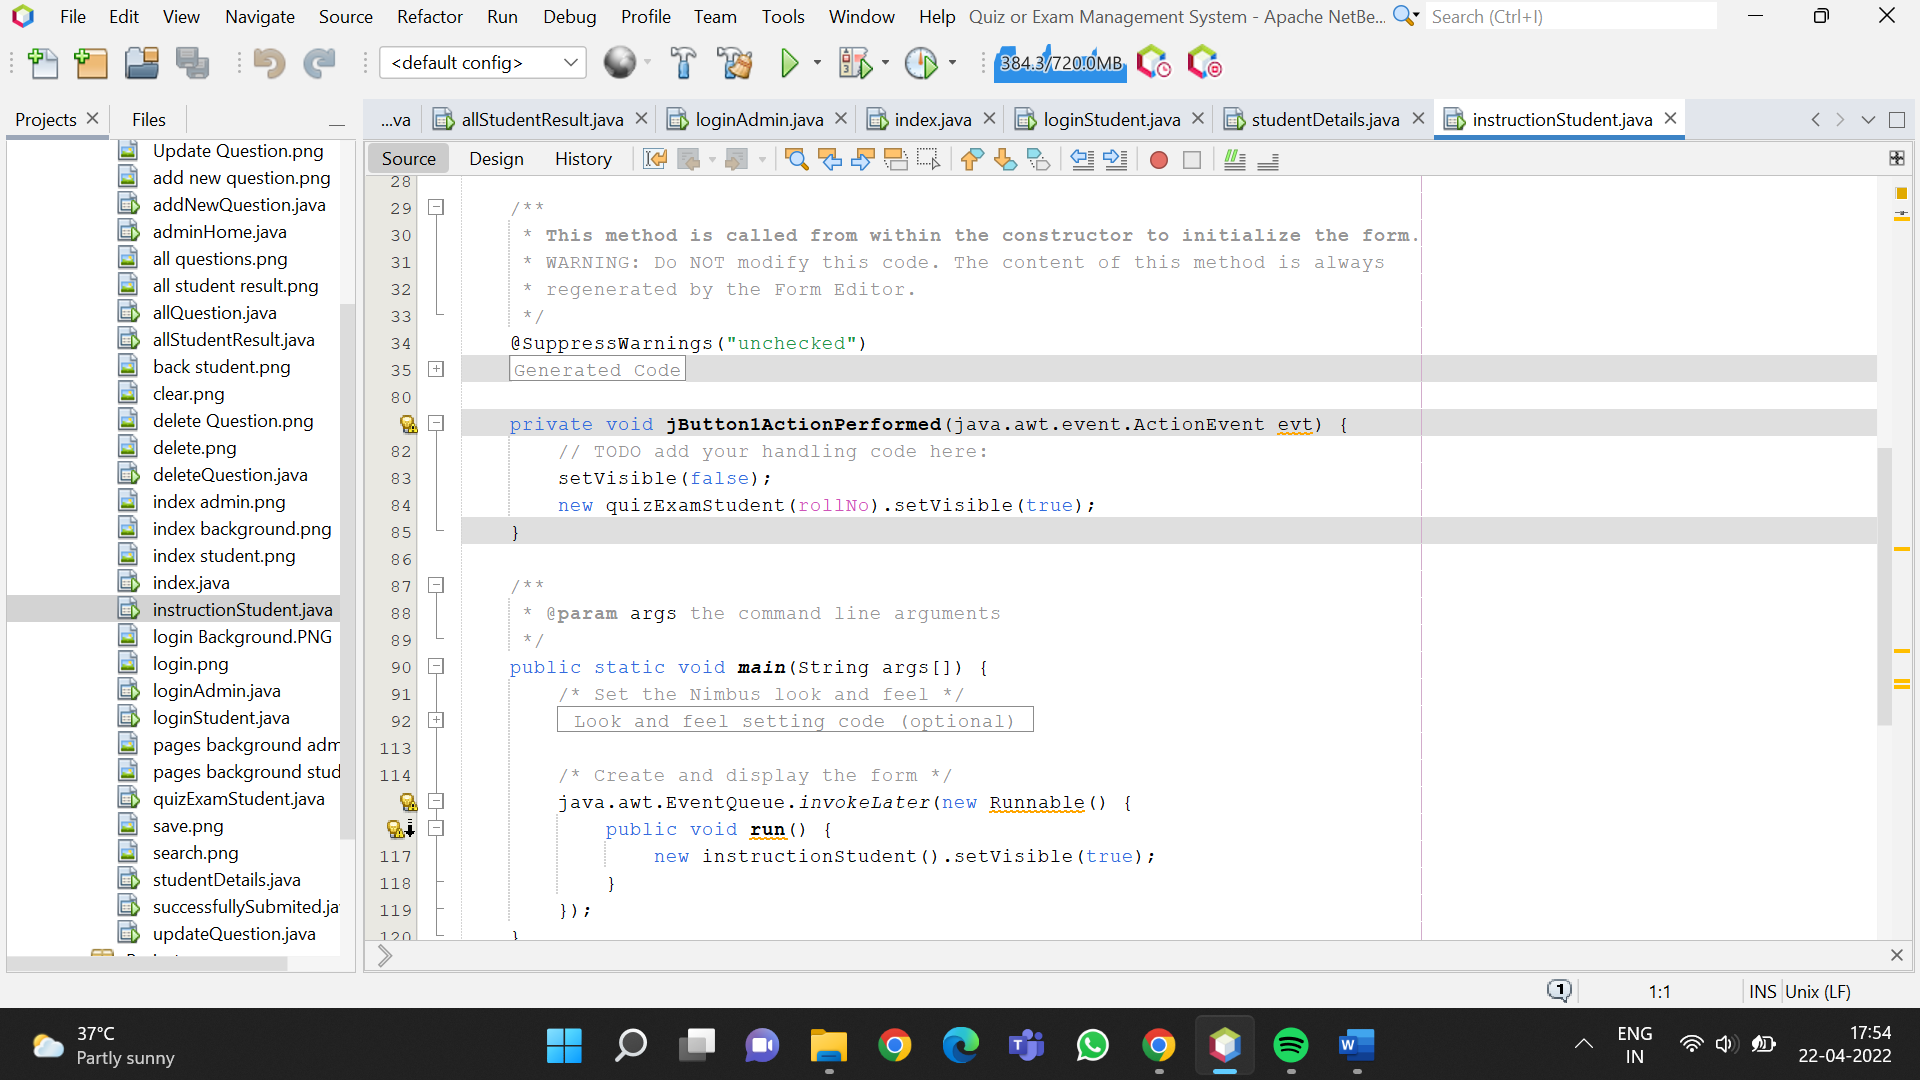 File Edit View Navigate Source Refactor Run Debug Profile Team Tools Window Help Quiz or Exam Management System - Apache NetBe... Search (Ctrl+I)
<default config> 384.3/720.0MB
Projects Files
...va allStudentResult.java loginAdmin.java index.java loginStudent.java studentDetails.java instructionStudent.java
Source Design History
Update Question.png
add new question.png
addNewQuestion.java
adminHome.java
all questions.png
all student result.png
allQuestion.java
allStudentResult.java
back student.png
clear.png
delete Question.png
delete.png
deleteQuestion.java
index admin.png
index background.png
index student.png
index.java
instructionStudent.java
login Background.PNG
login.png
loginAdmin.java
loginStudent.java
pages background adm
pages background stud
quizExamStudent.java
save.png
search.png
studentDetails.java
successfullySubmited.ja
updateQuestion.java
28
29 /**
30 * This method is called from within the constructor to initialize the form.
31 * WARNING: Do NOT modify this code. The content of this method is always
32 * regenerated by the Form Editor.
33 */
34 @SuppressWarnings("unchecked")
35 Generated Code
80
private void jButton1ActionPerformed(java.awt.event.ActionEvent evt) {
82 // TODO add your handling code here:
83 setVisible(false);
84 new quizExamStudent(rollNo).setVisible(true);
85 }
86
87 /**
88 * @param args the command line arguments
89 */
90 public static void main(String args[]) {
91 /* Set the Nimbus look and feel */
92 Look and feel setting code (optional)
113
114 /* Create and display the form */
java.awt.EventQueue.invokeLater(new Runnable() {
public void run() {
117 new instructionStudent().setVisible(true);
118 }
119 });
120 }
1 1:1 INS Unix (LF)
37°C
Partly sunny
ENG
IN
17:54
22-04-2022